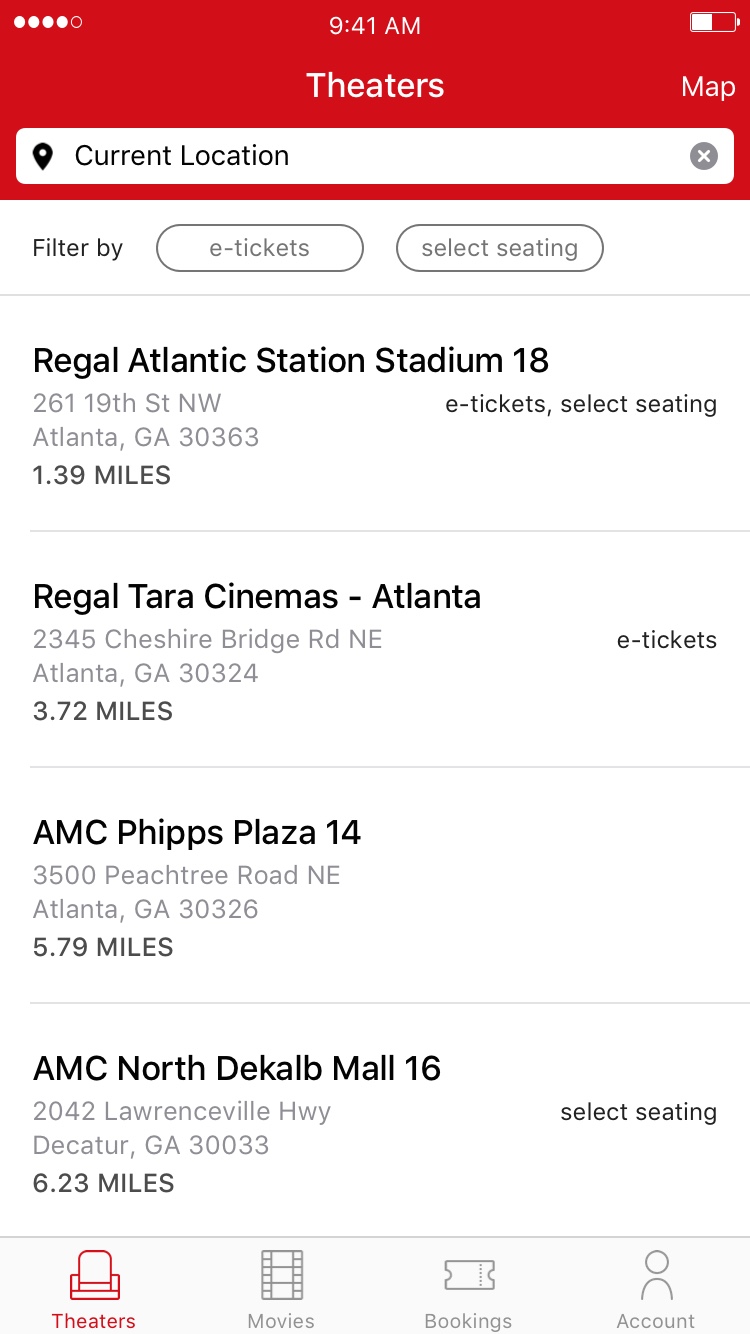 9:41 AM
Theaters
Map
Current Location
Filter by e-tickets select seating
Regal Atlantic Station Stadium 18
261 19th St NW e-tickets, select seating
Atlanta, GA 30363
1.39 MILES
Regal Tara Cinemas - Atlanta
2345 Cheshire Bridge Rd NE e-tickets
Atlanta, GA 30324
3.72 MILES
AMC Phipps Plaza 14
3500 Peachtree Road NE
Atlanta, GA 30326
5.79 MILES
AMC North Dekalb Mall 16
2042 Lawrenceville Hwy select seating
Decatur, GA 30033
6.23 MILES
Theaters Movies Bookings Account